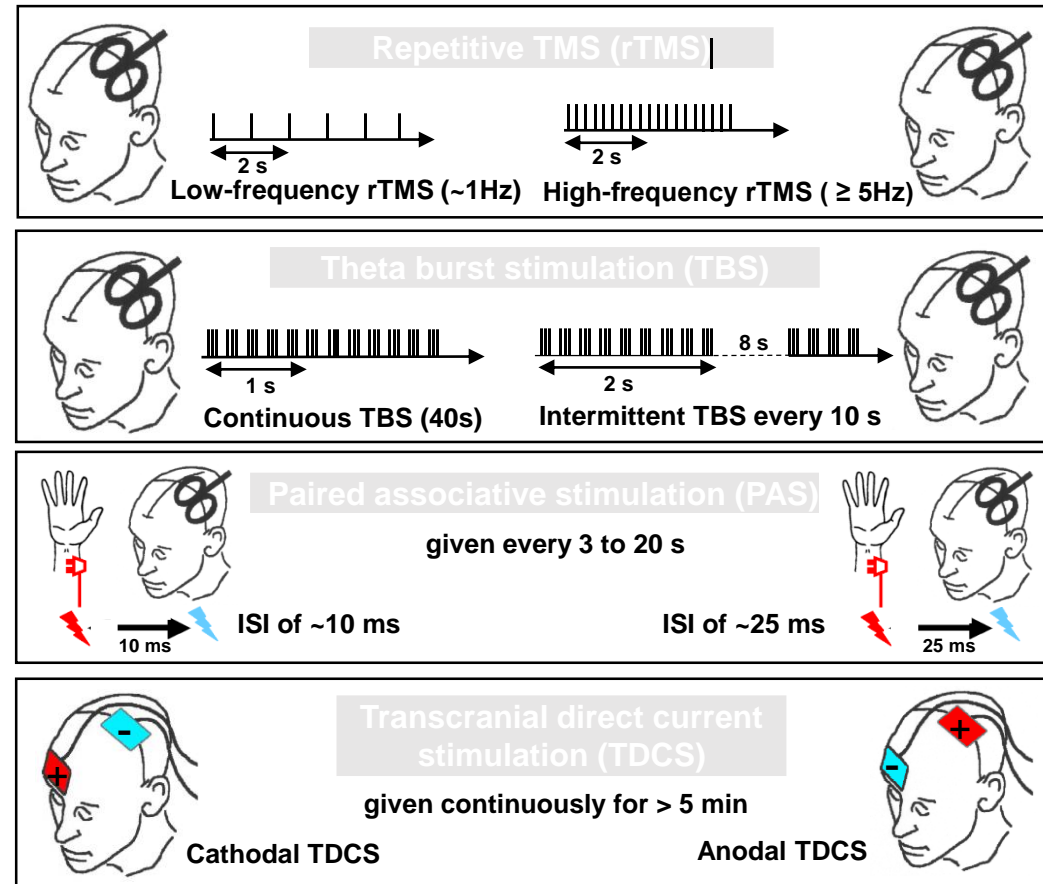 Repetitive TMS (rTMS)
2 s
Low-frequency rTMS (~1Hz)
2 s
High-frequency rTMS ( ≥ 5Hz)
Theta burst stimulation (TBS)
1 s
Continuous TBS (40s)
8 s
2 s
Intermittent TBS every 10 s
Paired associative stimulation (PAS)
given every 3 to 20 s
ISI of ~10 ms
10 ms
ISI of ~25 ms
25 ms
Transcranial direct current
stimulation (TDCS)
given continuously for > 5 min
-
+
Cathodal TDCS
+
-
Anodal TDCS